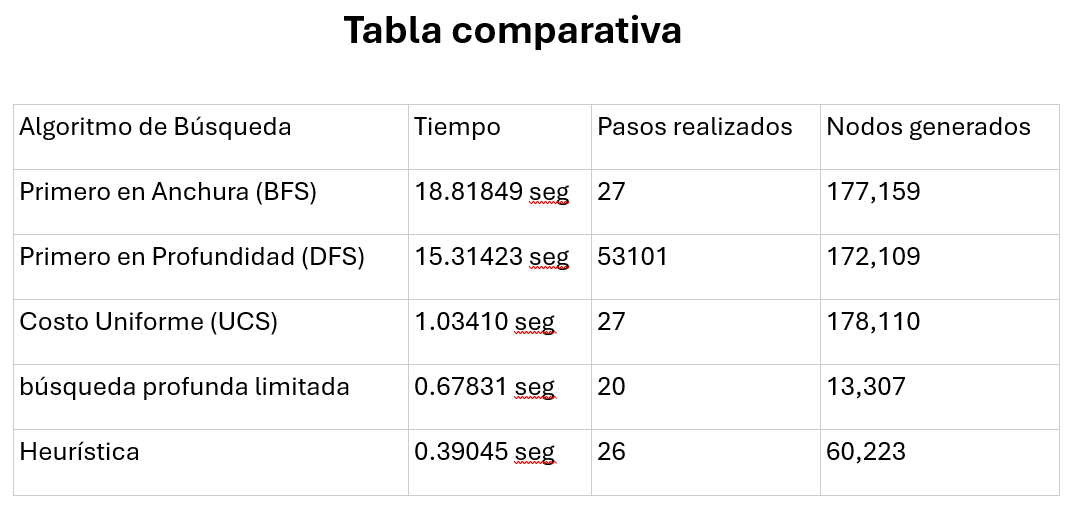 Tabla comparativa
Algoritmo de Búsqueda Tiempo Pasos realizados Nodos generados
Primero en Anchura (BFS) 18.81849 seg 27 177,159
Primero en Profundidad (DFS) 15.31423 seg 53101 172,109
Costo Uniforme (UCS) 1.03410 seg 27 178,110
búsqueda profunda limitada 0.67831 seg 20 13,307
Heurística 0.39045 seg 26 60,223